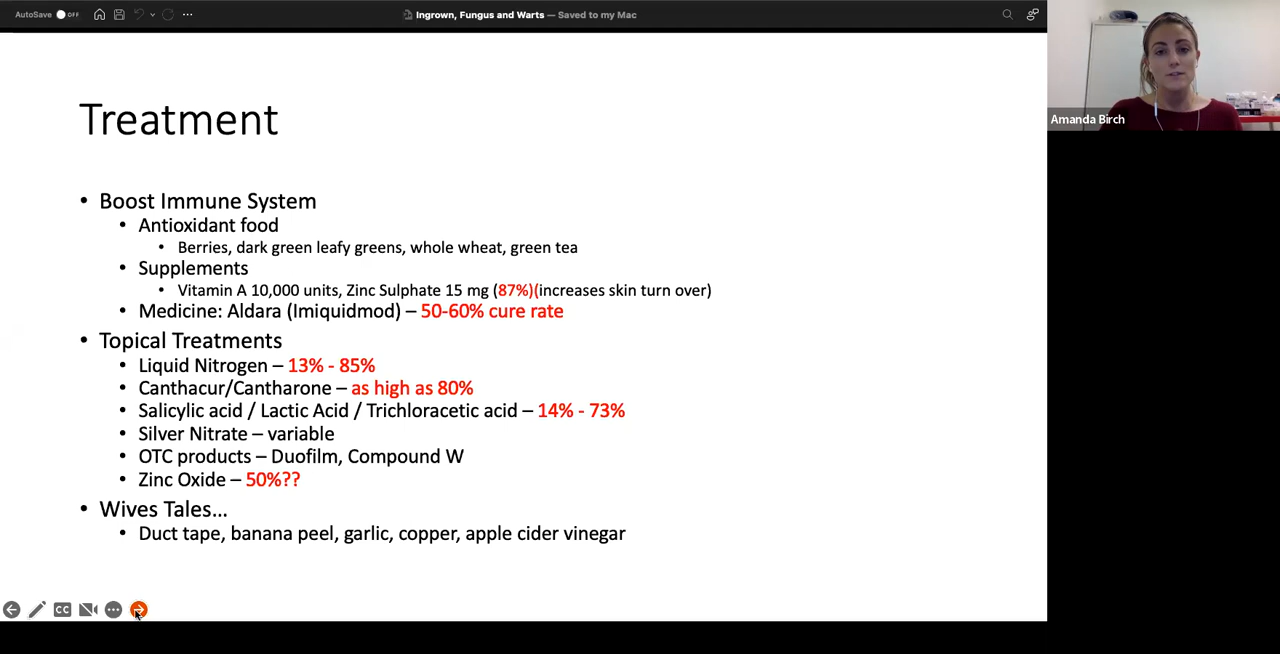 AutoSave OFF
Ingrown, Fungus and Warts — Saved to my Mac
Treatment
• Boost Immune System
• Antioxidant food
• Berries, dark green leafy greens, whole wheat, green tea
• Supplements
• Vitamin A 10,000 units, Zinc Sulphate 15 mg (87%)(increases skin turn over)
• Medicine: Aldara (Imiquidmod) – 50-60% cure rate
• Topical Treatments
• Liquid Nitrogen – 13% - 85%
• Canthacur/Cantharone – as high as 80%
• Salicylic acid / Lactic Acid / Trichloracetic acid – 14% - 73%
• Silver Nitrate – variable
• OTC products – Duofilm, Compound W
• Zinc Oxide – 50%??
• Wives Tales…
• Duct tape, banana peel, garlic, copper, apple cider vinegar
CC
Amanda Birch